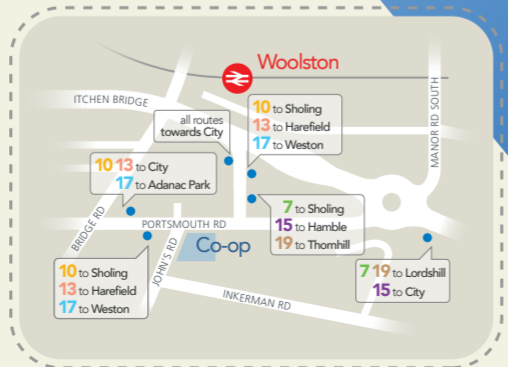 Woolston
ITCHEN BRIDGE
MANOR RD SOUTH
all routes
towards City
10 to Sholing
13 to Harefield
17 to Weston
10 13 to City
17 to Adanac Park
7 to Sholing
15 to Hamble
19 to Thornhill
BRIDGE RD
PORTSMOUTH RD
JOHN'S RD
Co-op
10 to Sholing
13 to Harefield
17 to Weston
7 19 to Lordshill
15 to City
INKERMAN RD